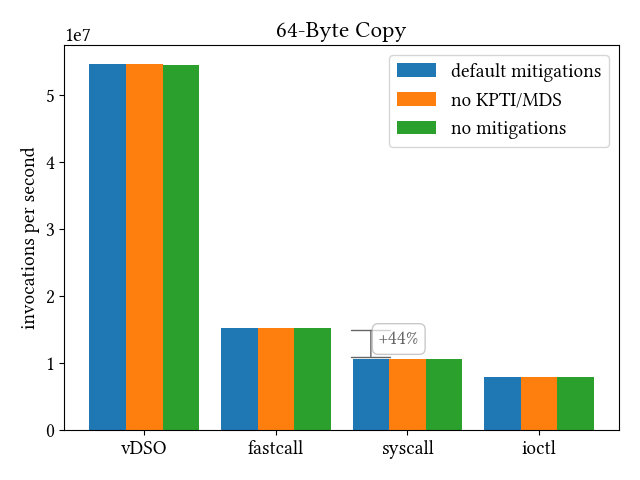 64-Byte Copy
1e7
default mitigations
no KPTI/MDS
no mitigations
invocations per second
5
4
3
2
1
0
+44%
vDSO
fastcall
syscall
ioctl